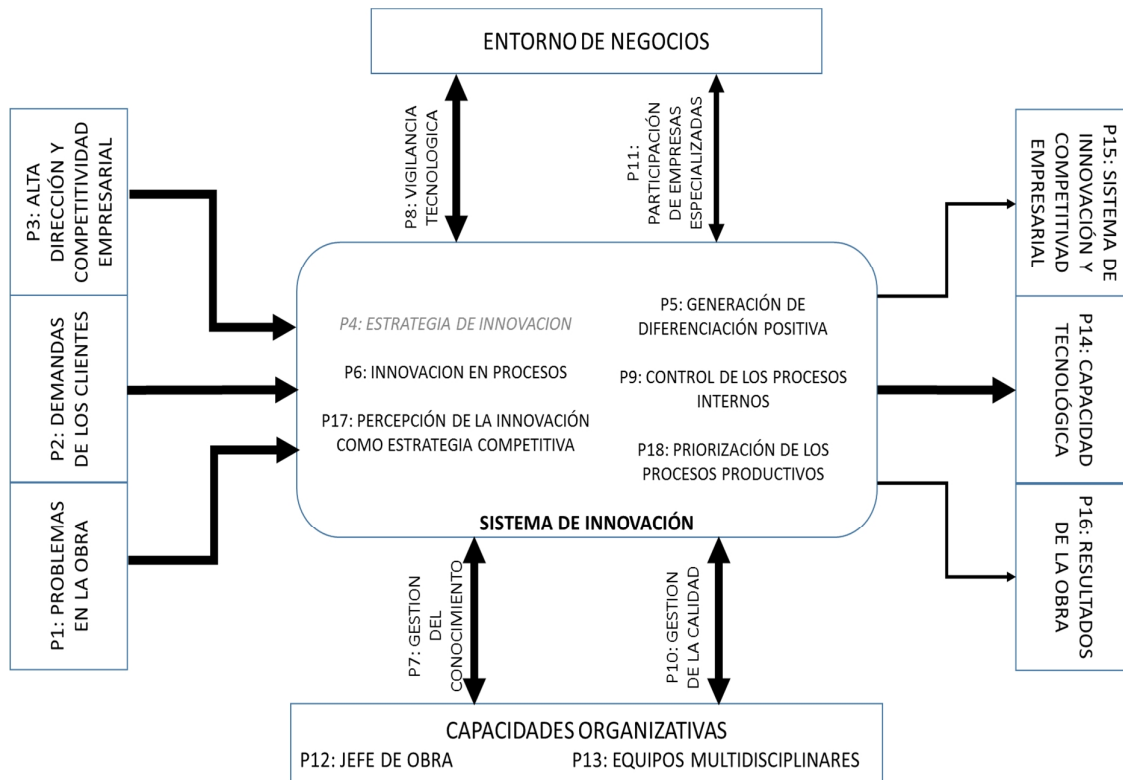 ENTORNO DE NEGOCIOS
P8: VIGILANCIA
TECNOLOGICA
P11:
PARTICIPACIÓN
DE EMPRESAS
ESPECIALIZADAS
P3: ALTA
DIRECCIÓN Y
COMPETITIVIDAD
EMPRESARIAL
P2: DEMANDAS
DE LOS CLIENTES
P1: PROBLEMAS
EN LA OBRA
P4: ESTRATEGIA DE INNOVACION
P6: INNOVACION EN PROCESOS
P17: PERCEPCIÓN DE LA INNOVACIÓN
COMO ESTRATEGIA COMPETITIVA
P5: GENERACIÓN DE
DIFERENCIACIÓN POSITIVA
P9: CONTROL DE LOS PROCESOS
INTERNOS
P18: PRIORIZACIÓN DE LOS
PROCESOS PRODUCTIVOS
SISTEMA DE INNOVACIÓN
P15: SISTEMA DE
INNOVACIÓN Y
COMPETITIVAD
EMPRESARIAL
P14: CAPACIDAD
TECNOLÓGICA
P16: RESULTADOS
DE LA OBRA
P7: GESTION
DEL
CONOCIMIENTO
P10: GESTION
DE LA CALIDAD
CAPACIDADES ORGANIZATIVAS
P12: JEFE DE OBRA
P13: EQUIPOS MULTIDISCIPLINARES